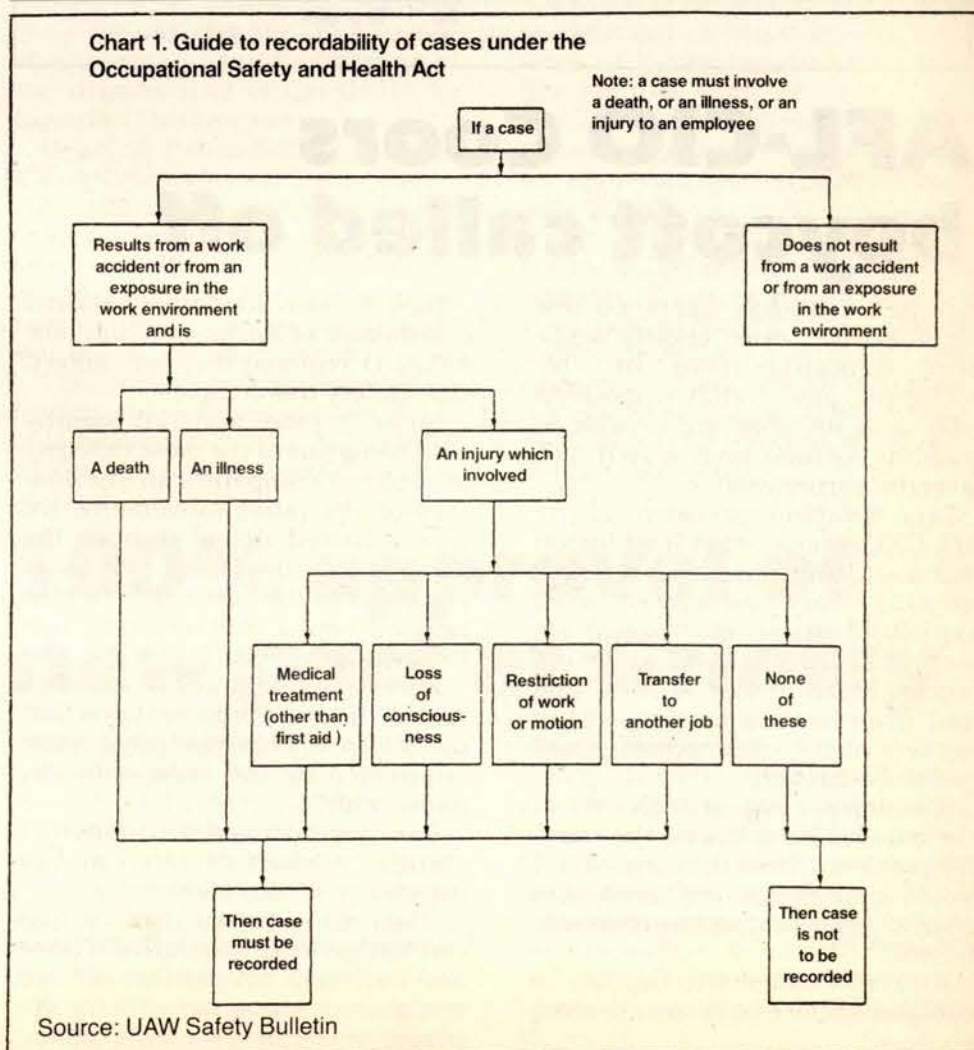 Chart 1. Guide to recordability of cases under the
Occupational Safety and Health Act
Note: a case must involve
a death, or an illness, or an
injury to an employee
If a case
Results from a work
accident or from an
exposure in the
work environment
and is
Does not result
from a work accident
or from an exposure
in the work
environment
A death
An illness
An injury which
involved
Medical
treatment
(other than
first aid )
Loss
of
conscious-
ness
Restriction
of work
or motion
Transfer
to
another job
None
of
these
Then case
must be
recorded
Then case
is not
to be
recorded
Source: UAW Safety Bulletin